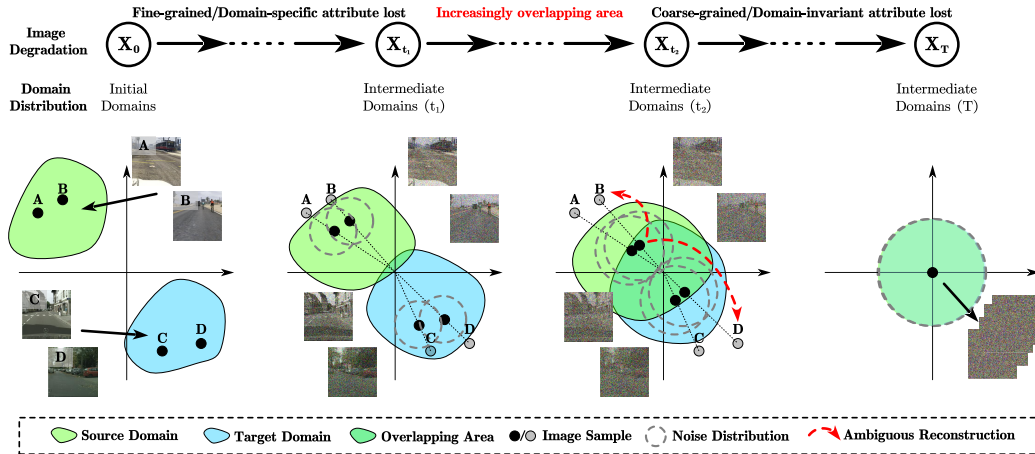 Fine-grained/Domain-specific attribute lost
Increasingly overlapping area
Coarse-grained/Domain-invariant attribute lost
Image
Degradation
X₀
Xₜ₁
Xₜ₂
X_T
Domain
Distribution
Initial
Domains
Intermediate
Domains (t₁)
Intermediate
Domains (t₂)
Intermediate
Domains (T)
A
B
A
B
C
D
C
D
A
B
C
D
A
B
C
D
Source Domain
Target Domain
Overlapping Area
Image Sample
Noise Distribution
Ambiguous Reconstruction